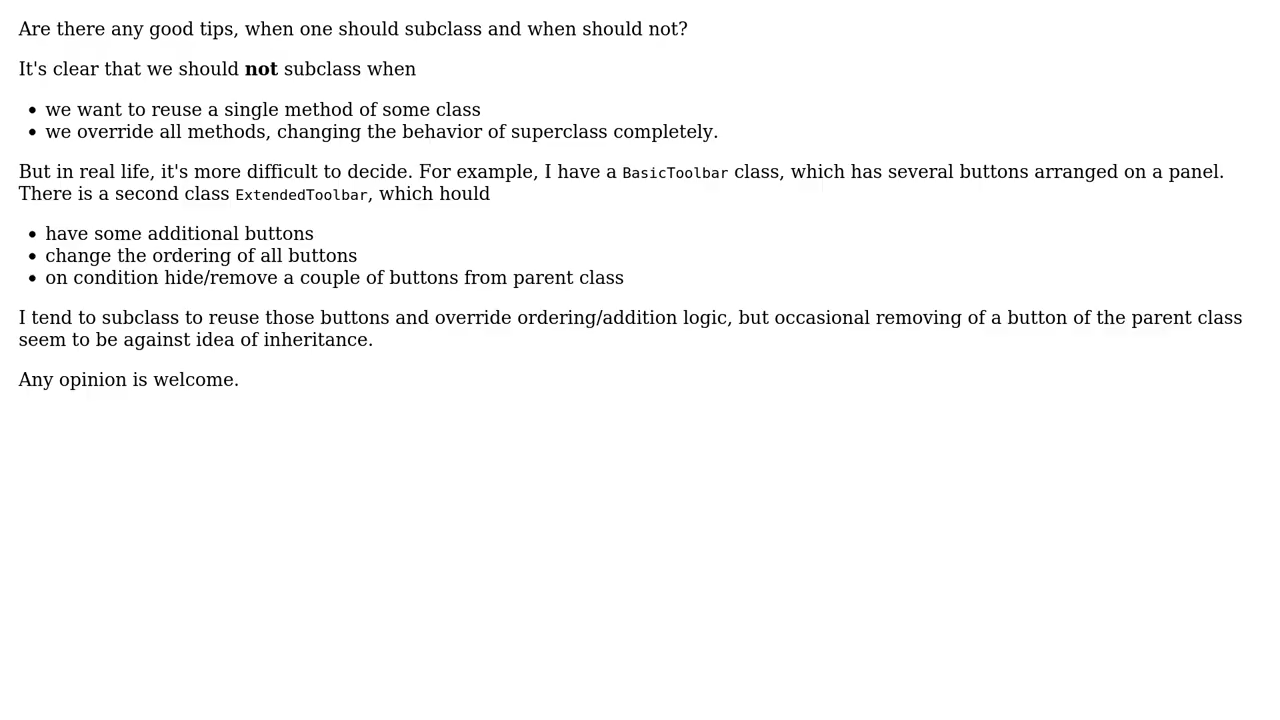 Are there any good tips, when one should subclass and when should not?
It's clear that we should not subclass when
• we want to reuse a single method of some class
• we override all methods, changing the behavior of superclass completely.
But in real life, it's more difficult to decide. For example, I have a BasicToolbar class, which has several buttons arranged on a panel.
There is a second class ExtendedToolbar, which hould
• have some additional buttons
• change the ordering of all buttons
• on condition hide/remove a couple of buttons from parent class
I tend to subclass to reuse those buttons and override ordering/addition logic, but occasional removing of a button of the parent class
seem to be against idea of inheritance.
Any opinion is welcome.